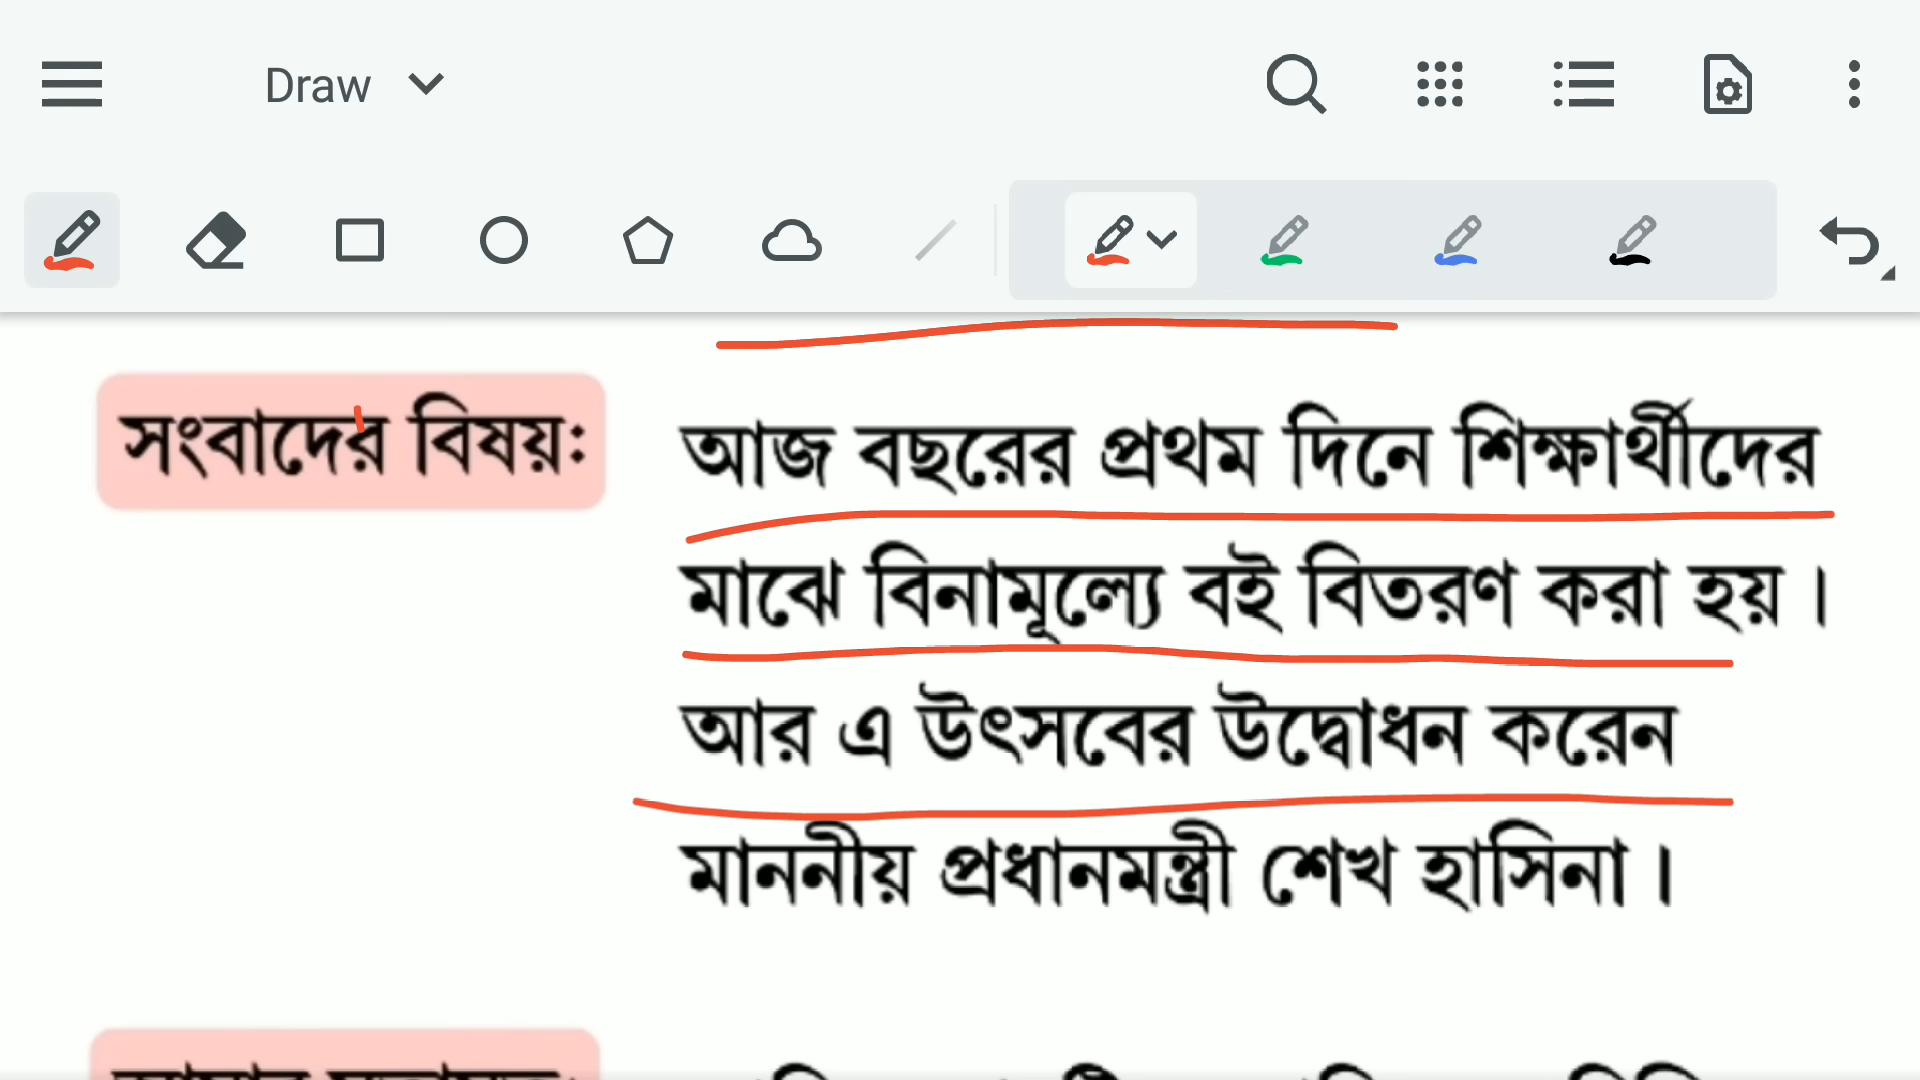 Draw
সংবাদের বিষয়ঃ
আজ বছরের প্রথম দিনে শিক্ষার্থীদের
মাঝে বিনামূল্যে বই বিতরণ করা হয়।
আর এ উৎসবের উদ্বোধন করেন
মাননীয় প্রধানমন্ত্রী শেখ হাসিনা।